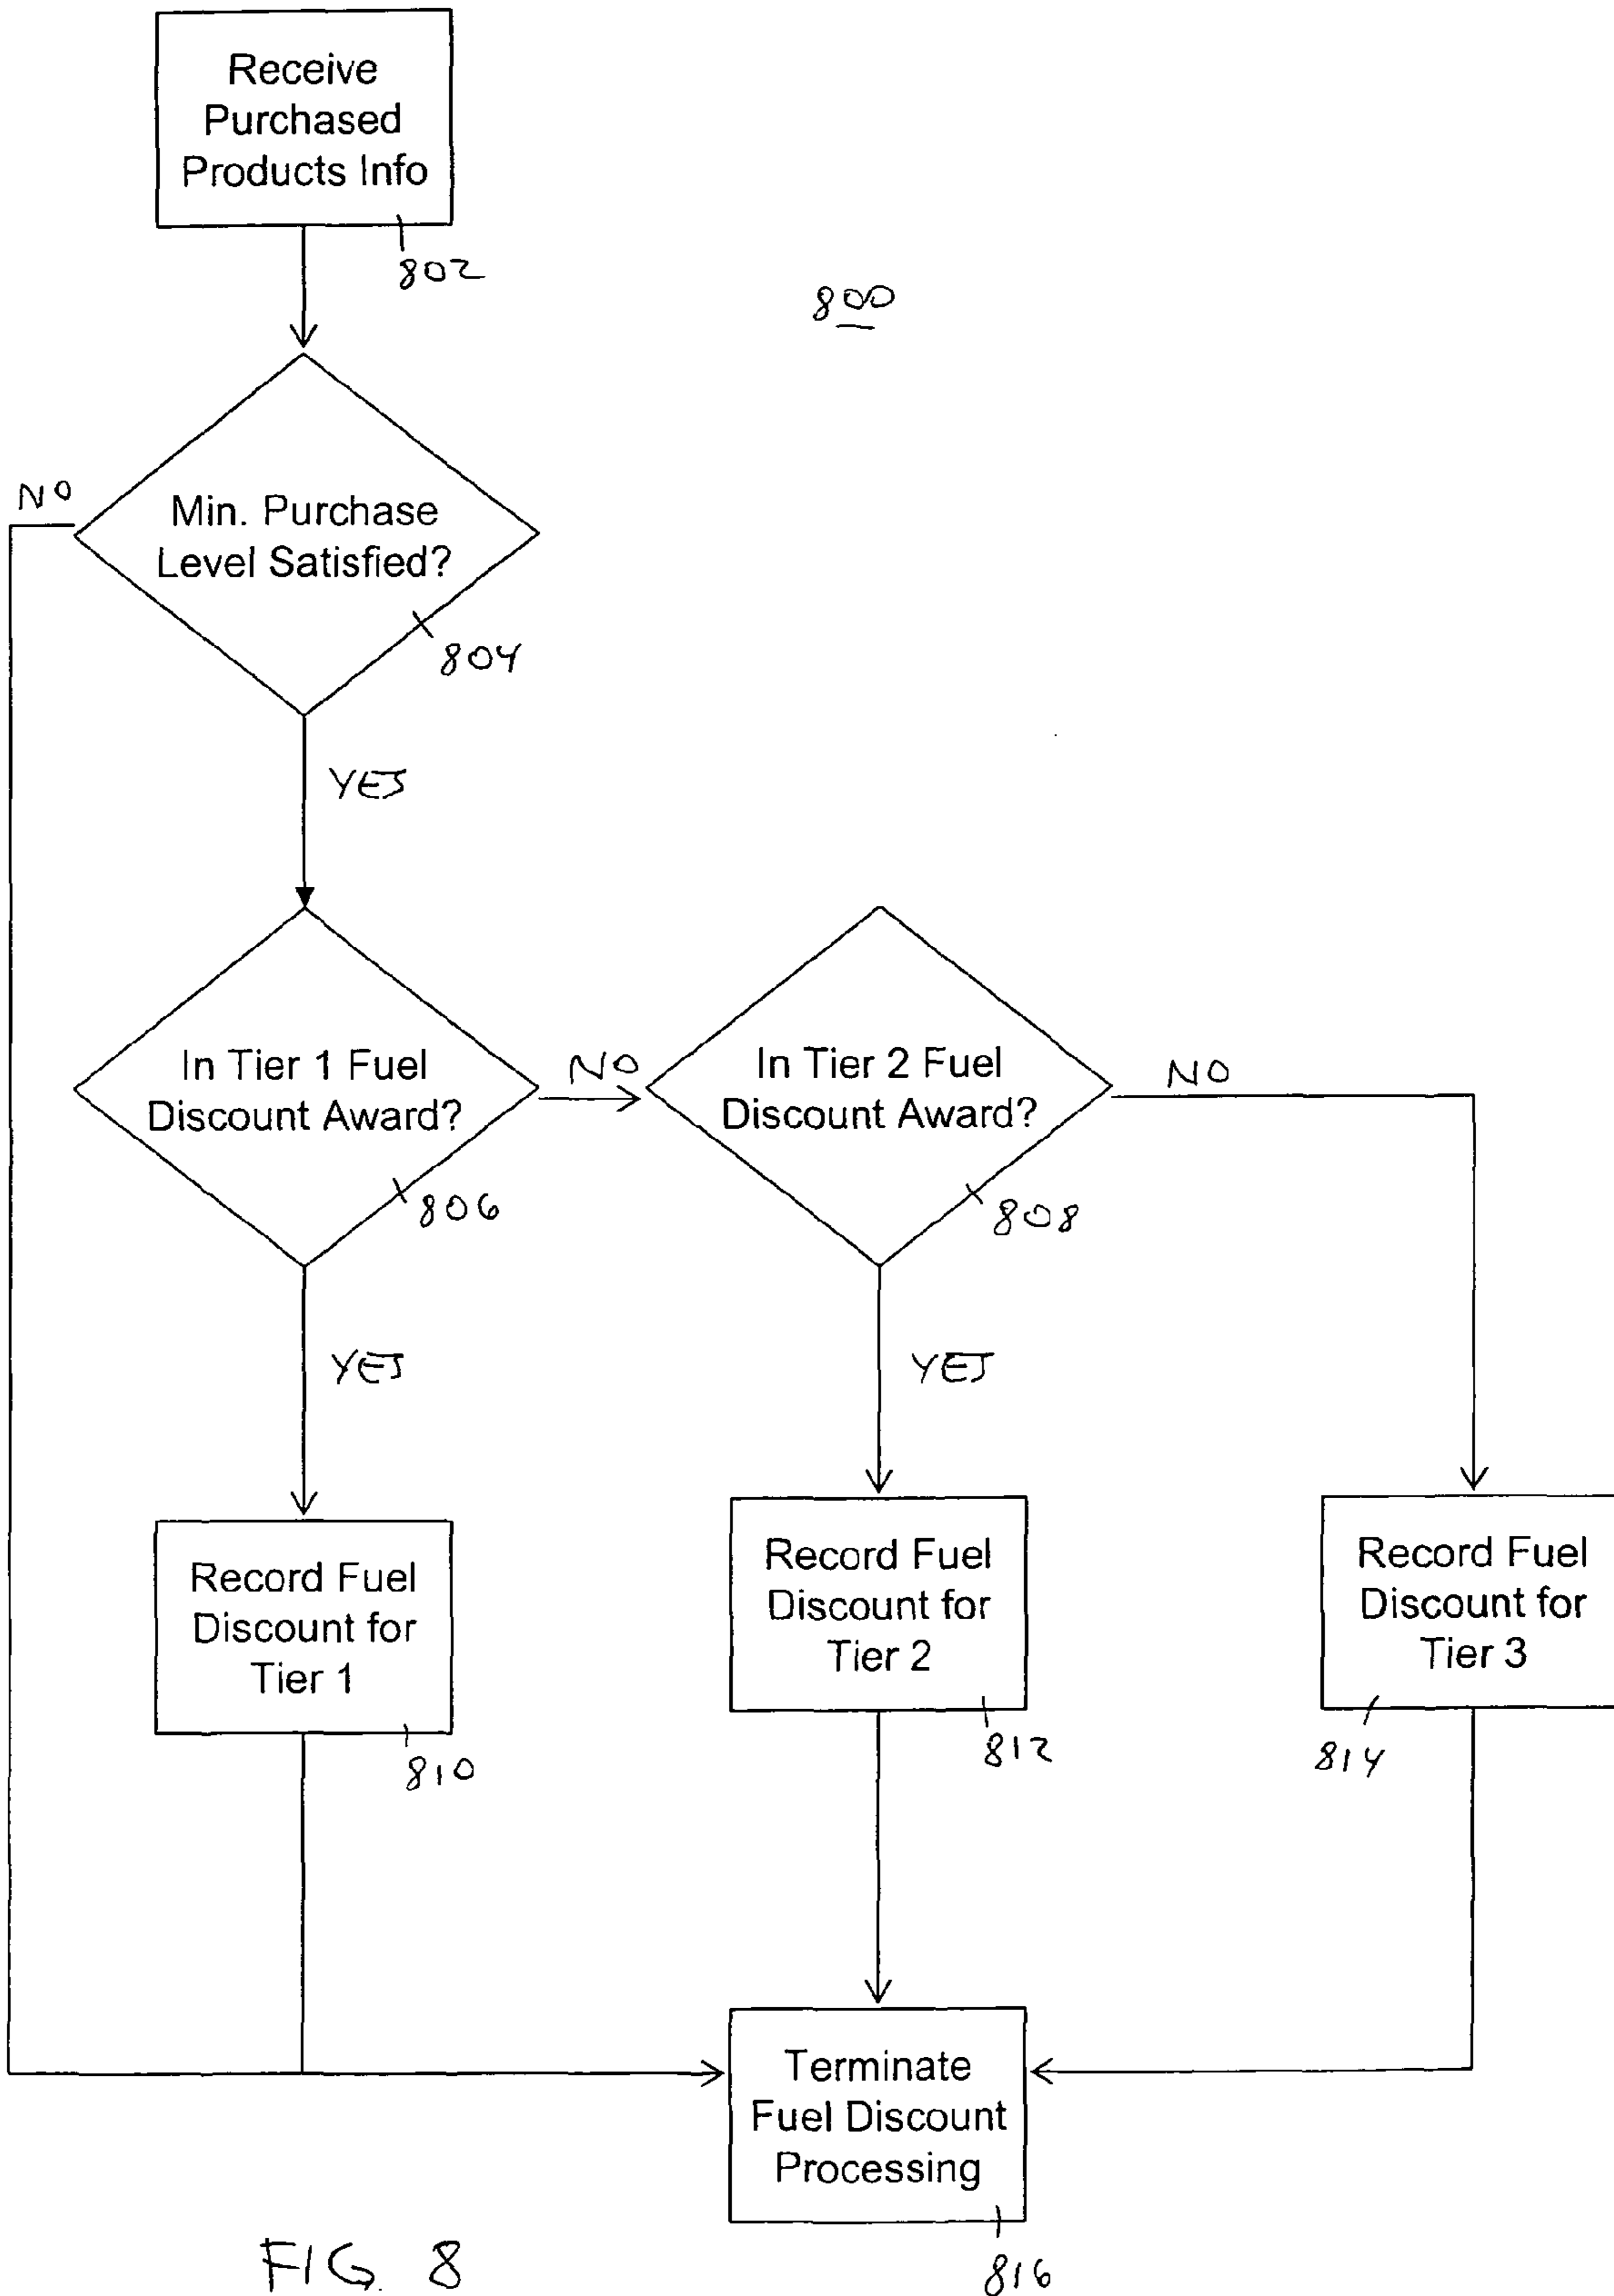 Receive
Purchased
Products Info
802
800
NO
Min. Purchase
Level Satisfied?
804
YES
In Tier 1 Fuel
Discount Award?
806
NO
In Tier 2 Fuel
Discount Award?
808
NO
YES
YES
Record Fuel
Discount for
Tier 1
810
Record Fuel
Discount for
Tier 2
812
Record Fuel
Discount for
Tier 3
814
Terminate
Fuel Discount
Processing
816
FIG. 8